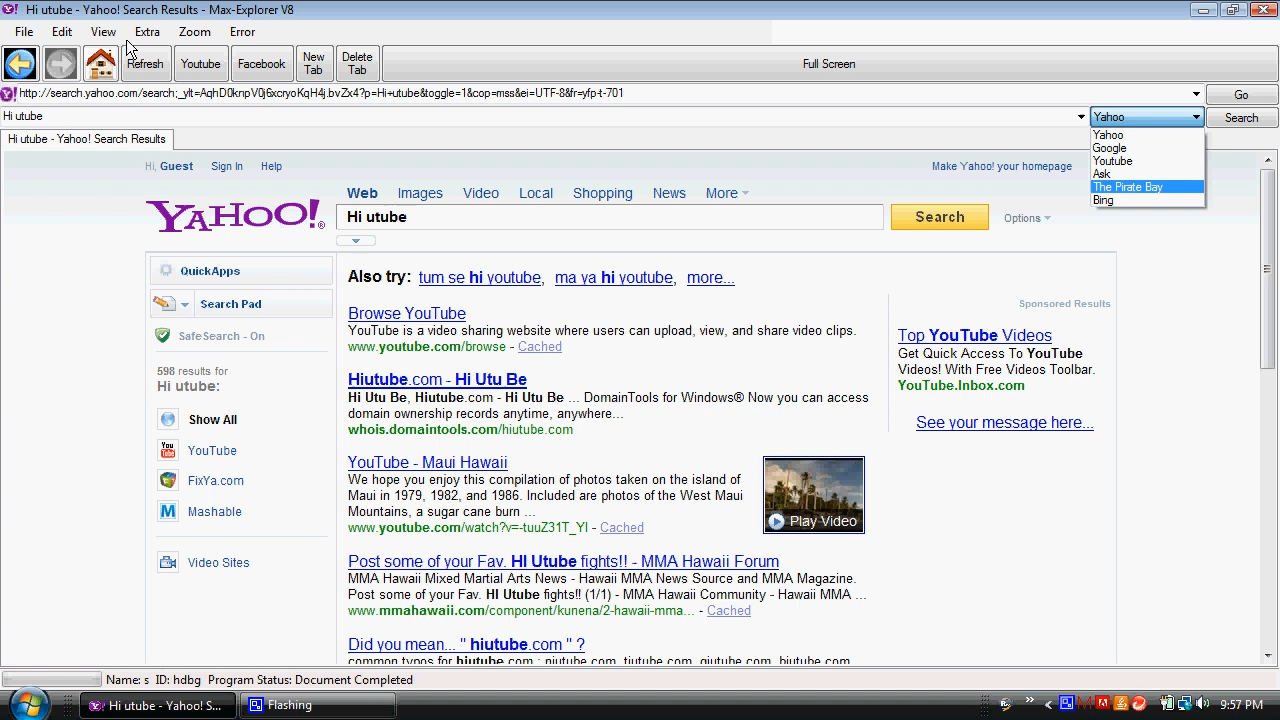 Hi utube - Yahoo! Search Results - Max-Explorer V8
File Edit View Extra Zoom Error
Refresh Youtube Facebook New Tab Delete Tab Full Screen
http://search.yahoo.com/search;_ylt=AqhD0knpV0j6xcryoKqH4j.bvZx4?p=Hi+utube&toggle=1&cop=mss&ei=UTF-8&fr=yfp-t-701 Go
Hi utube Yahoo Search
Hi utube - Yahoo! Search Results
Yahoo
Google
Youtube
Ask
The Pirate Bay
Bing
Hi, Guest Sign In Help Make Yahoo! your homepage
Web Images Video Local Shopping News More
YAHOO! Hi utube Search Options
QuickApps
Search Pad
SafeSearch - On
598 results for
Hi utube:
Show All
YouTube
FixYa.com
Mashable
Video Sites
Also try: tum se hi youtube, ma ya hi youtube, more...
Browse YouTube
YouTube is a video sharing website where users can upload, view, and share video clips.
www.youtube.com/browse - Cached
Hiutube.com - Hi Utu Be
Hi Utu Be, Hiutube.com - Hi Utu Be ... DomainTools for Windows® Now you can access
domain ownership records anytime, anywhere...
whois.domaintools.com/hiutube.com
YouTube - Maui Hawaii
We hope you enjoy this compilation of photos taken on the island of
Maui in 1979, 1982, and 1986. Included are photos of the West Maui
Mountains, a sugar cane burn ...
www.youtube.com/watch?v=-tuuZ31T_YI - Cached
Play Video
Post some of your Fav. HI Utube fights!! - MMA Hawaii Forum
MMA Hawaii Mixed Martial Arts News - Hawaii MMA News Source and MMA Magazine.
Post some of your Fav. HI Utube fights!! (1/1) - MMA Hawaii Community - Hawaii MMA ...
www.mmahawaii.com/component/kunena/2-hawaii-mma... - Cached
Did you mean... " hiutube.com " ?
common typos for hiutube.com : niutube.com, tiutube.com, giutube.com, biutube.com,
Sponsored Results
Top YouTube Videos
Get Quick Access To YouTube
Videos! With Free Videos Toolbar.
YouTube.Inbox.com
See your message here...
Name: s ID: hdbg Program Status: Document Completed
Hi utube - Yahoo! S... Flashing 9:57 PM